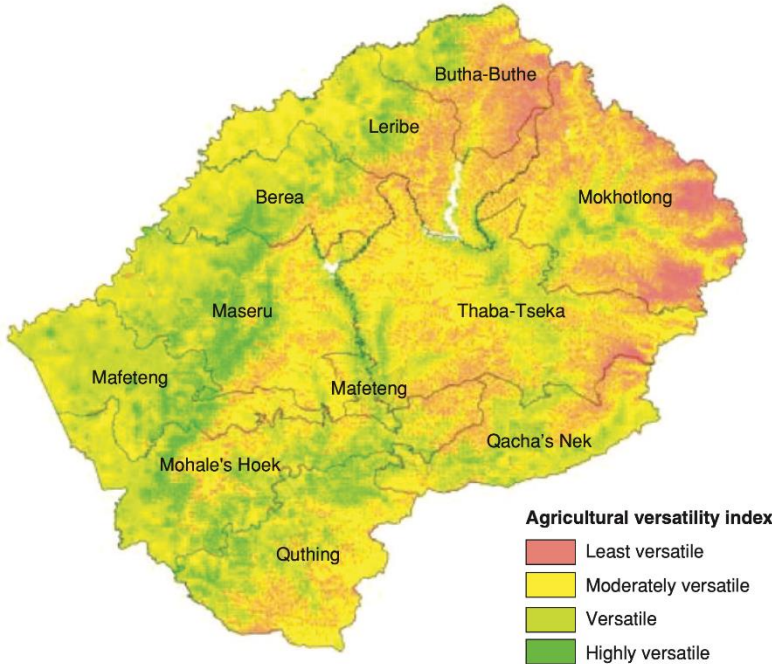 Butha-Buthe
Leribe
Berea
Mokhotlong
Maseru
Thaba-Tseka
Mafeteng
Mafeteng
Qacha's Nek
Mohale's Hoek
Quthing
Agricultural versatility index
Least versatile
Moderately versatile
Versatile
Highly versatile